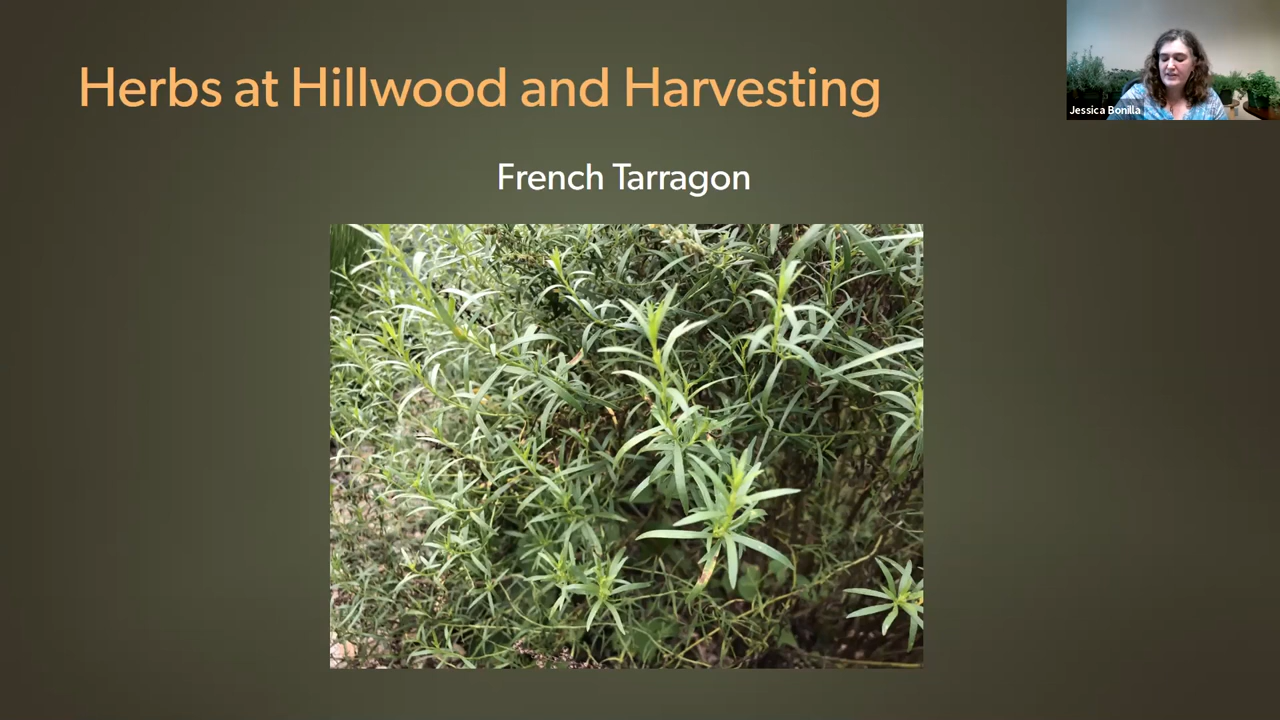 Herbs at Hillwood and Harvesting
French Tarragon
Jessica Bonilla